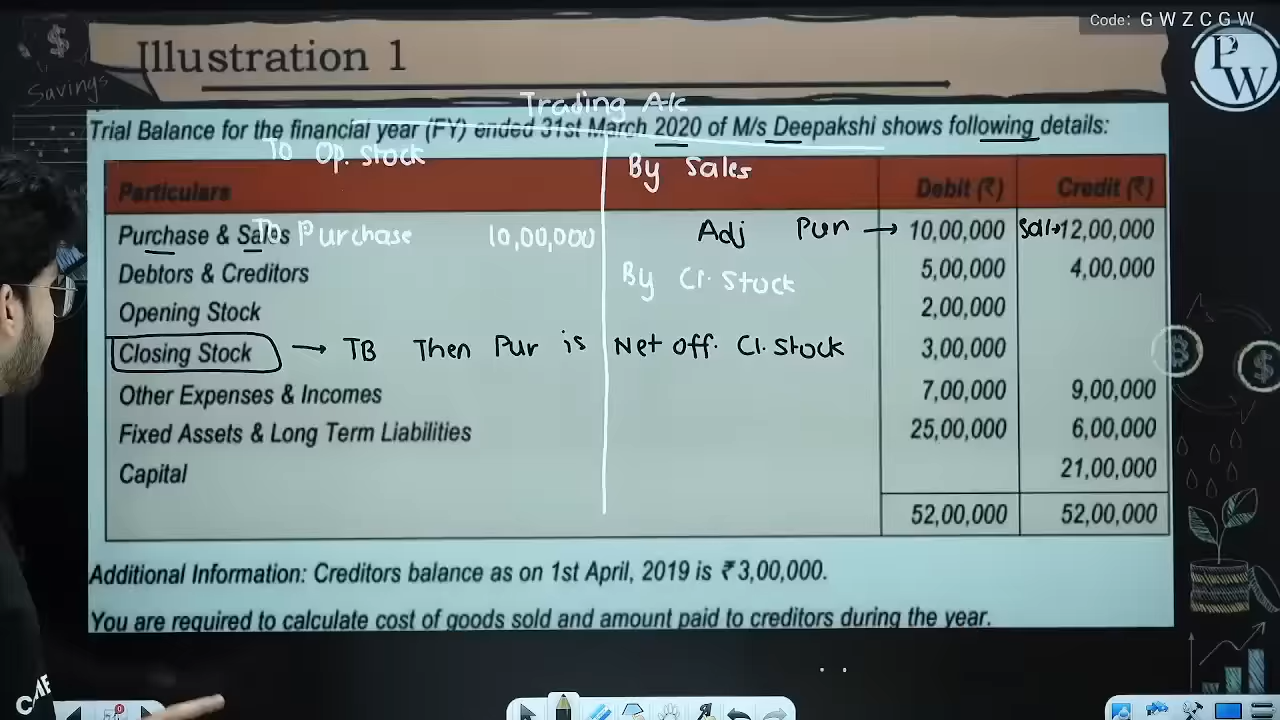 Code: G W Z C G W
Savings
Illustration 1
PW
Trading A/c
Trial Balance for the financial year (FY) ended 31st March 2020 of M/s Deepakshi shows following details:
To Op. Stock By Sales
Particulars Debit (₹) Credit (₹)
Purchase & Sales To Purchase 10,00,000 Adj Pur → 10,00,000 Sal→ 12,00,000
Debtors & Creditors By Cl. Stock 5,00,000 4,00,000
Opening Stock 2,00,000
Closing Stock → TB Then Pur is Net off. Cl. Stock 3,00,000
Other Expenses & Incomes 7,00,000 9,00,000
Fixed Assets & Long Term Liabilities 25,00,000 6,00,000
Capital 21,00,000
52,00,000 52,00,000
Additional Information: Creditors balance as on 1st April, 2019 is ₹ 3,00,000.
You are required to calculate cost of goods sold and amount paid to creditors during the year.